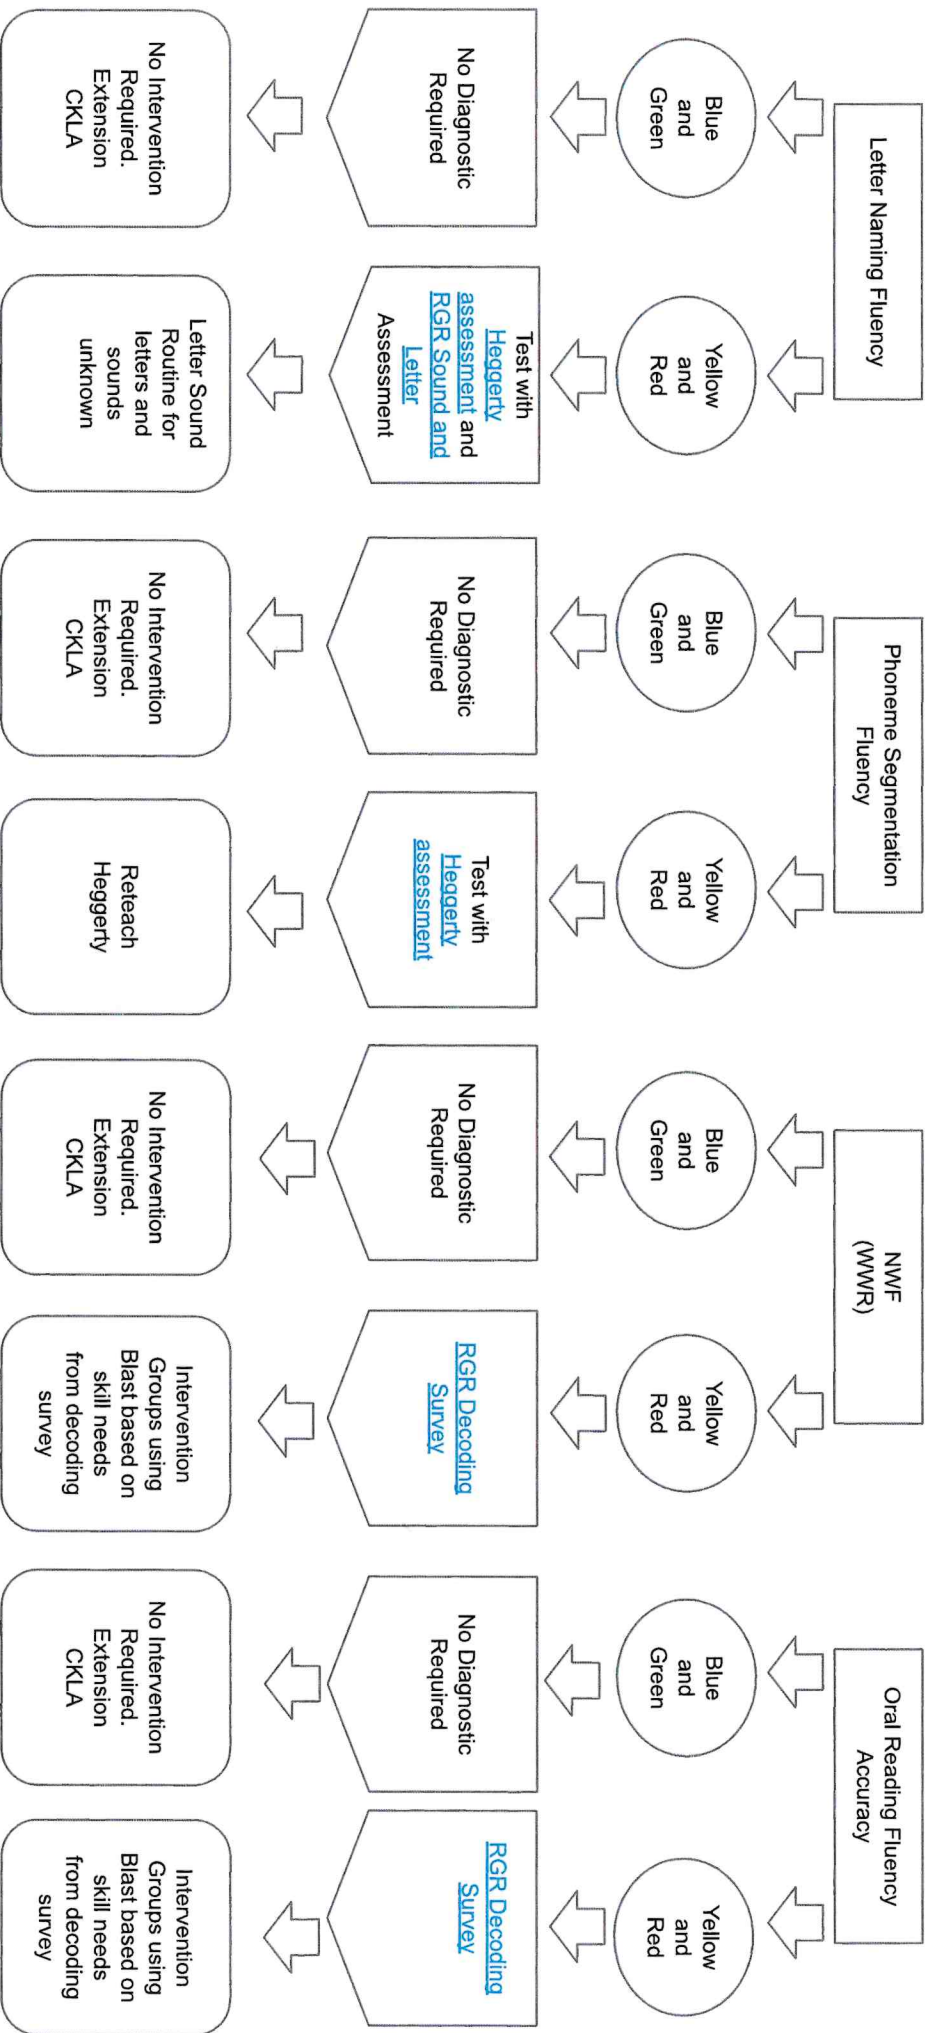 Letter Naming Fluency
Blue
and
Green
Yellow
and
Red
No Diagnostic
Required
Test with
Heggerty
assessment and
RGR Sound and
Letter
Assessment
No Intervention
Required.
Extension
CKLA
Letter Sound
Routine for
letters and
sounds
unknown
Phoneme Segmentation
Fluency
Blue
and
Green
Yellow
and
Red
No Diagnostic
Required
Test with
Heggerty
assessment
No Intervention
Required.
Extension
CKLA
Reteach
Heggerty
NWF
(WWR)
Blue
and
Green
Yellow
and
Red
No Diagnostic
Required
RGR Decoding
Survey
No Intervention
Required.
Extension
CKLA
Intervention
Groups using
Blast based on
skill needs
from decoding
survey
Oral Reading Fluency
Accuracy
Blue
and
Green
Yellow
and
Red
No Diagnostic
Required
RGR Decoding
Survey
No Intervention
Required.
Extension
CKLA
Intervention
Groups using
Blast based on
skill needs
from decoding
survey